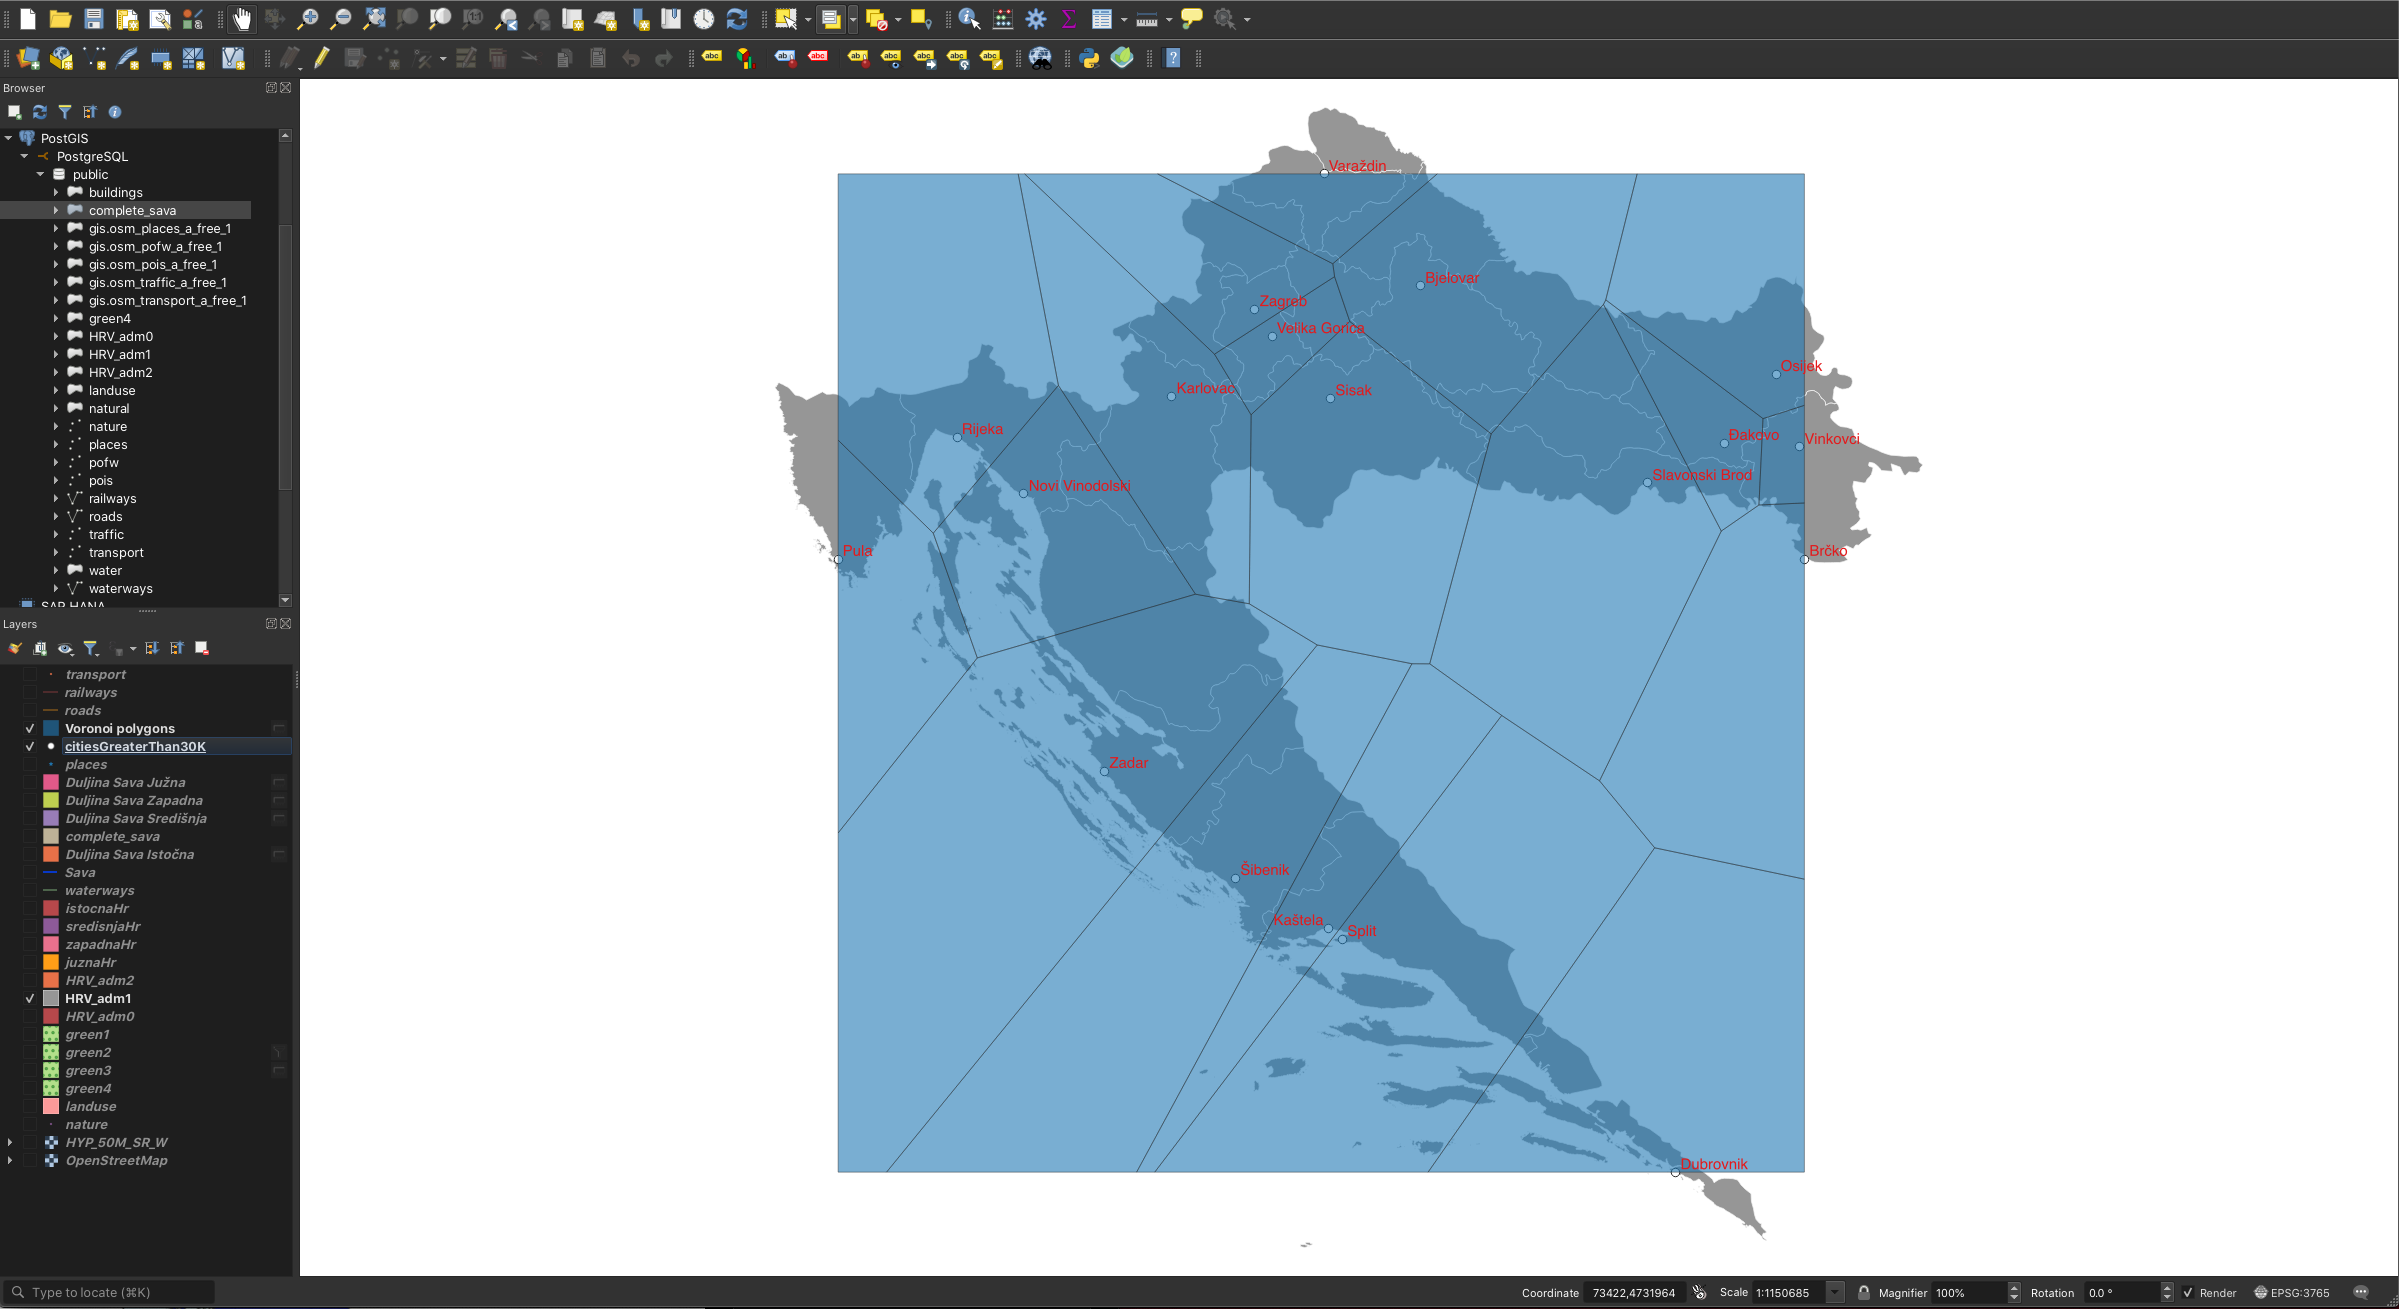 Browser
PostGIS
PostgreSQL
public
buildings
complete_sava
gis.osm_places_a_free_1
gis.osm_pofw_a_free_1
gis.osm_pois_a_free_1
gis.osm_traffic_a_free_1
gis.osm_transport_a_free_1
green4
HRV_adm0
HRV_adm1
HRV_adm2
landuse
natural
nature
places
pofw
pois
railways
roads
traffic
transport
water
waterways
SAP HANA
Layers
transport
railways
roads
Voronoi polygons
citiesGreaterThan30K
places
Duljina Sava Južna
Duljina Sava Zapadna
Duljina Sava Središnja
complete_sava
Duljina Sava Istočna
Sava
waterways
istocnaHr
sredisnjaHr
zapadnaHr
juznaHr
HRV_adm2
HRV_adm1
HRV_adm0
green1
green2
green3
green4
landuse
nature
HYP_50M_SR_W
OpenStreetMap
Varaždin
Bjelovar
Zagreb
Velika Gorica
Osijek
Karlovac
Sisak
Rijeka
Đakovo
Vinkovci
Slavonski Brod
Novi Vinodolski
Pula
Brčko
Zadar
Šibenik
Kaštela
Split
Dubrovnik
Type to locate (⌘K)
Coordinate 73422,4731964 Scale 1:1150685 Magnifier 100% Rotation 0.0 ° Render EPSG:3765